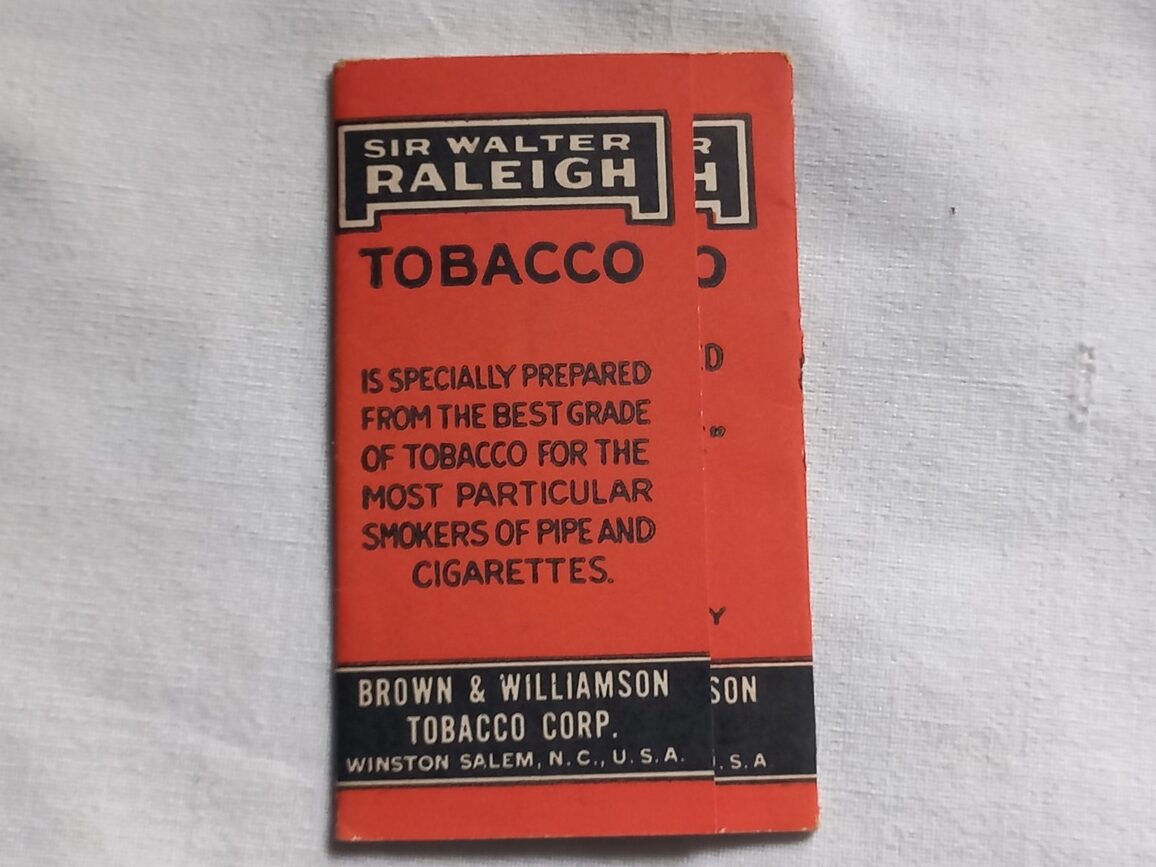 SIR WALTER
RALEIGH
TOBACCO
IS SPECIALLY PREPARED
FROM THE BEST GRADE
OF TOBACCO FOR THE
MOST PARTICULAR
SMOKERS OF PIPE AND
CIGARETTES.
BROWN & WILLIAMSON
TOBACCO CORP.
WINSTON SALEM, N.C., U.S.A.
R
H
O
D
"
Y
SON
.S.A